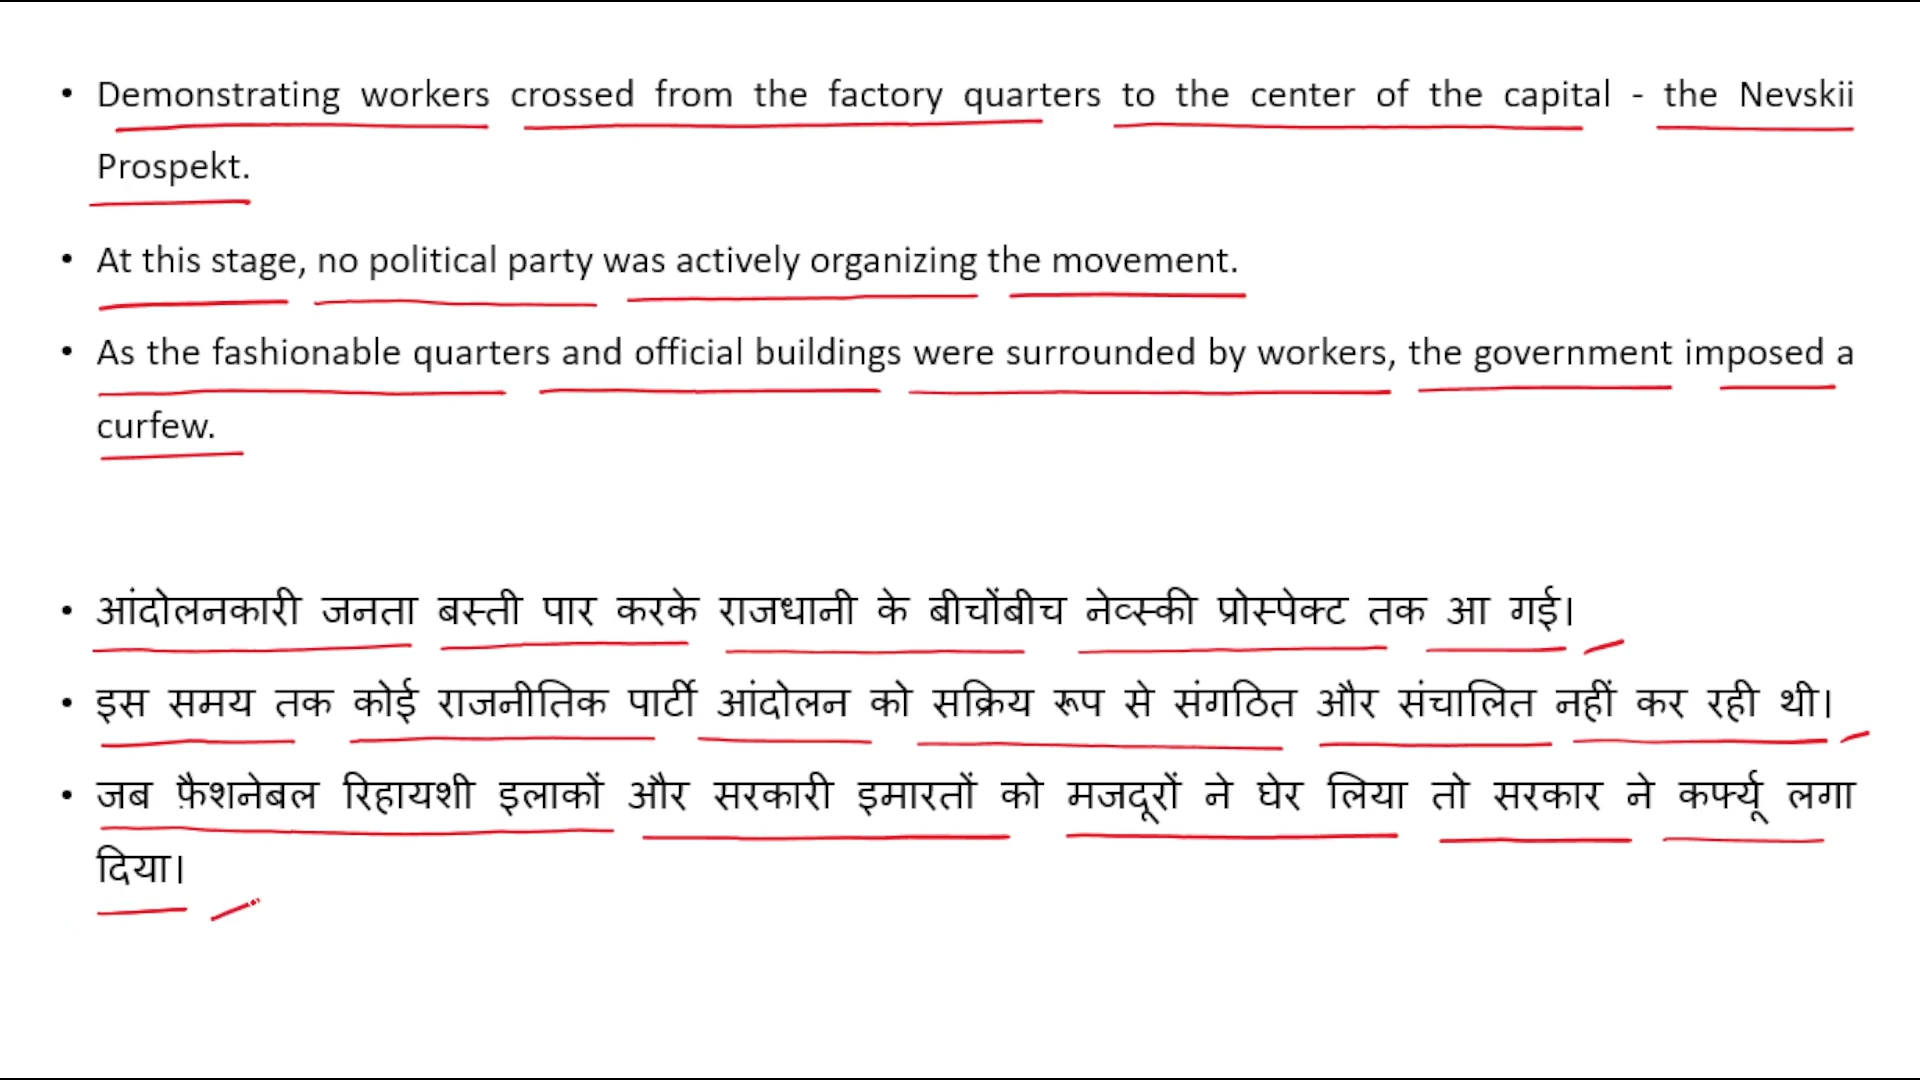 • Demonstrating workers crossed from the factory quarters to the center of the capital - the Nevskii
Prospekt.
• At this stage, no political party was actively organizing the movement.
• As the fashionable quarters and official buildings were surrounded by workers, the government imposed a
curfew.
• आंदोलनकारी जनता बस्ती पार करके राजधानी के बीचोंबीच नेव्स्की प्रोस्पेक्ट तक आ गई।
• इस समय तक कोई राजनीतिक पार्टी आंदोलन को सक्रिय रूप से संगठित और संचालित नहीं कर रही थी।
• जब फ़ैशनेबल रिहायशी इलाकों और सरकारी इमारतों को मजदूरों ने घेर लिया तो सरकार ने कर्फ्यू लगा
दिया।